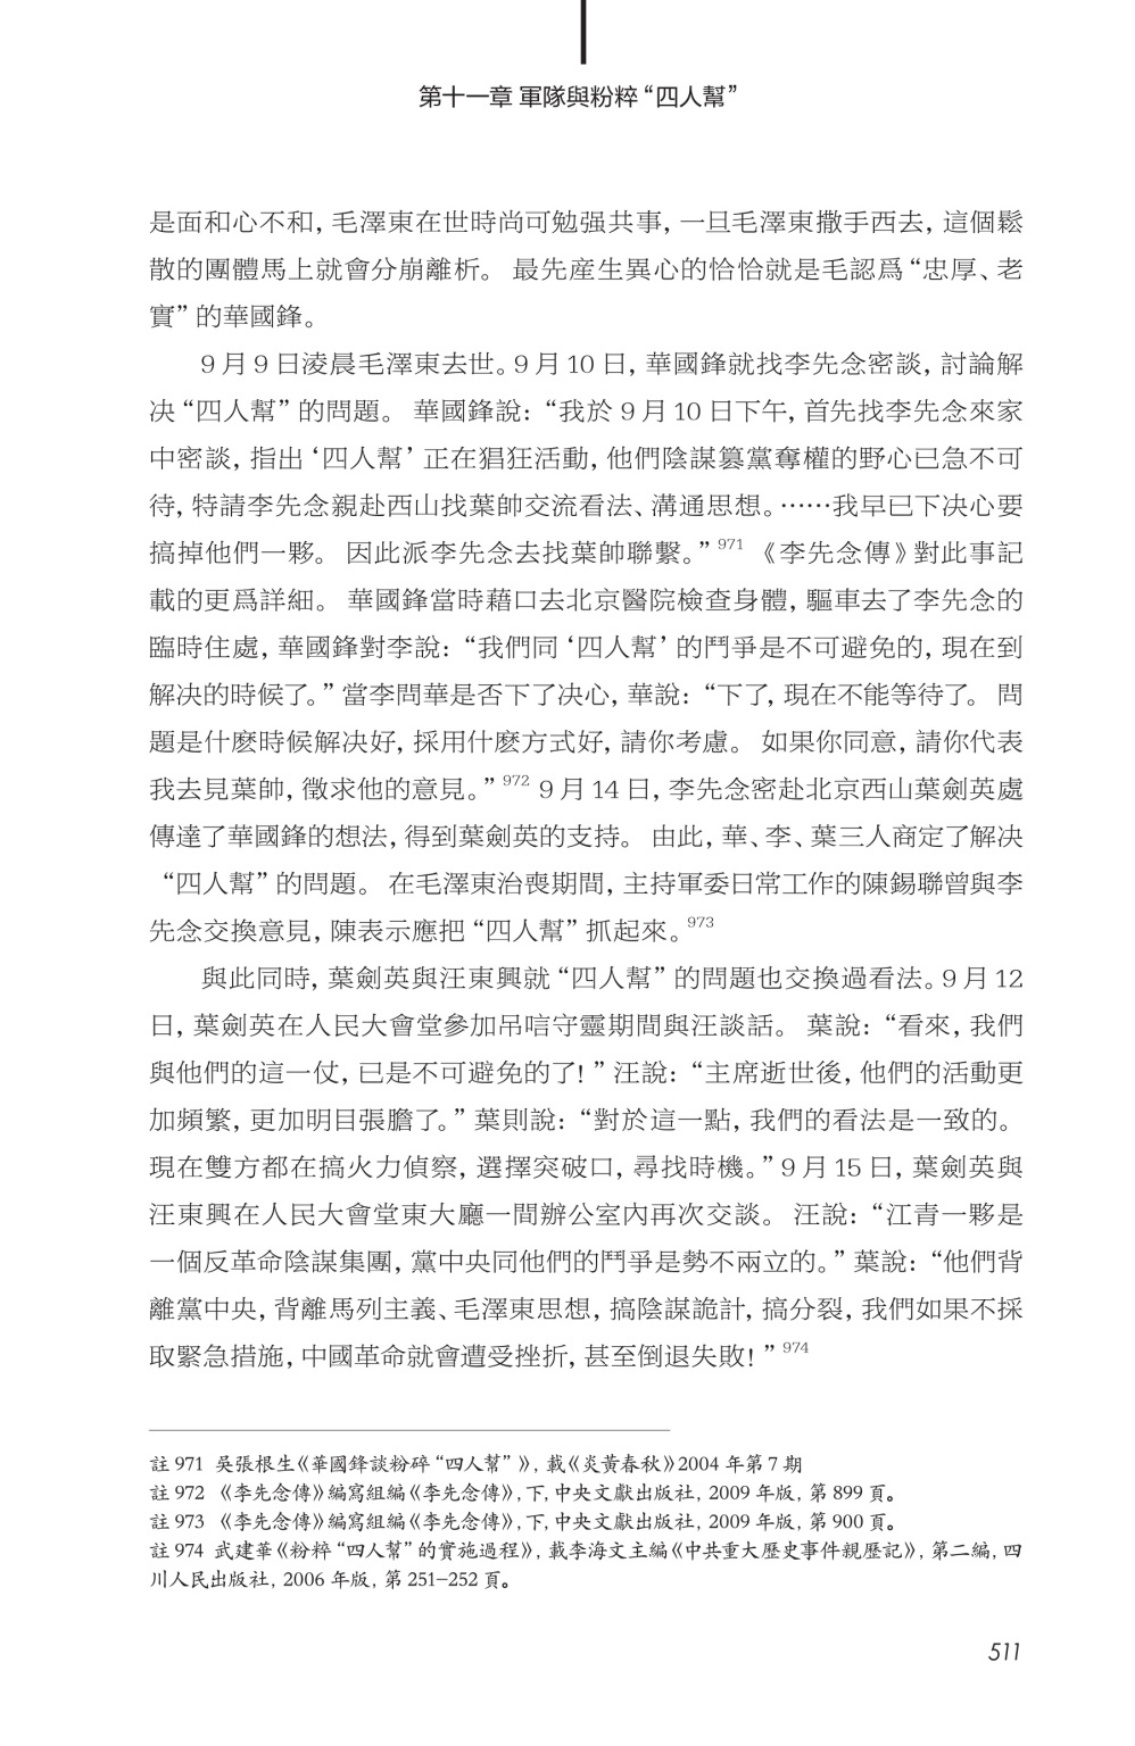 第十一章 軍隊與粉粹“四人幫”
是面和心不和，毛澤東在世時尚可勉强共事，一旦毛澤東撒手西去，這個鬆
散的團體馬上就會分崩離析。 最先産生異心的恰恰就是毛認爲“忠厚、老
實”的華國鋒。
9月9日淩晨毛澤東去世。9月10日，華國鋒就找李先念密談，討論解
决“四人幫”的問題。 華國鋒說：“我於9月10日下午，首先找李先念來家
中密談，指出‘四人幫’正在猖狂活動，他們陰謀篡黨奪權的野心已急不可
待，特請李先念親赴西山找葉帥交流看法、溝通思想。……我早已下决心要
搞掉他們一夥。 因此派李先念去找葉帥聯繫。”971 《李先念傳》對此事記
載的更爲詳細。 華國鋒當時藉口去北京醫院檢查身體，驅車去了李先念的
臨時住處，華國鋒對李說：“我們同‘四人幫’的鬥爭是不可避免的，現在到
解决的時候了。”當李問華是否下了决心，華說：“下了，現在不能等待了。 問
題是什麽時候解决好，採用什麽方式好，請你考慮。 如果你同意，請你代表
我去見葉帥，徵求他的意見。”972 9月14日，李先念密赴北京西山葉劍英處
傳達了華國鋒的想法，得到葉劍英的支持。 由此，華、李、葉三人商定了解决
“四人幫”的問題。 在毛澤東治喪期間，主持軍委日常工作的陳錫聯曾與李
先念交換意見，陳表示應把“四人幫”抓起來。973
與此同時，葉劍英與汪東興就“四人幫”的問題也交換過看法。9月12
日，葉劍英在人民大會堂參加吊唁守靈期間與汪談話。 葉說：“看來，我們
與他們的這一仗，已是不可避免的了！”汪說：“主席逝世後，他們的活動更
加頻繁，更加明目張膽了。”葉則說：“對於這一點，我們的看法是一致的。
現在雙方都在搞火力偵察，選擇突破口，尋找時機。”9月15日，葉劍英與
汪東興在人民大會堂東大廳一間辦公室內再次交談。 汪說：“江青一夥是
一個反革命陰謀集團，黨中央同他們的鬥爭是勢不兩立的。”葉說：“他們背
離黨中央，背離馬列主義、毛澤東思想，搞陰謀詭計，搞分裂，我們如果不採
取緊急措施，中國革命就會遭受挫折，甚至倒退失敗！”974
註971 吳張根生《華國鋒談粉碎“四人幫”》，載《炎黄春秋》2004年第7期
註972 《李先念傳》編寫組編《李先念傳》，下，中央文獻出版社，2009年版，第899頁。
註973 《李先念傳》編寫組編《李先念傳》，下，中央文獻出版社，2009年版，第900頁。
註974 武建華《粉粹“四人幫”的實施過程》，載李海文主編《中共重大歷史事件親歷記》，第二編，四
川人民出版社，2006年版，第251–252頁。
511